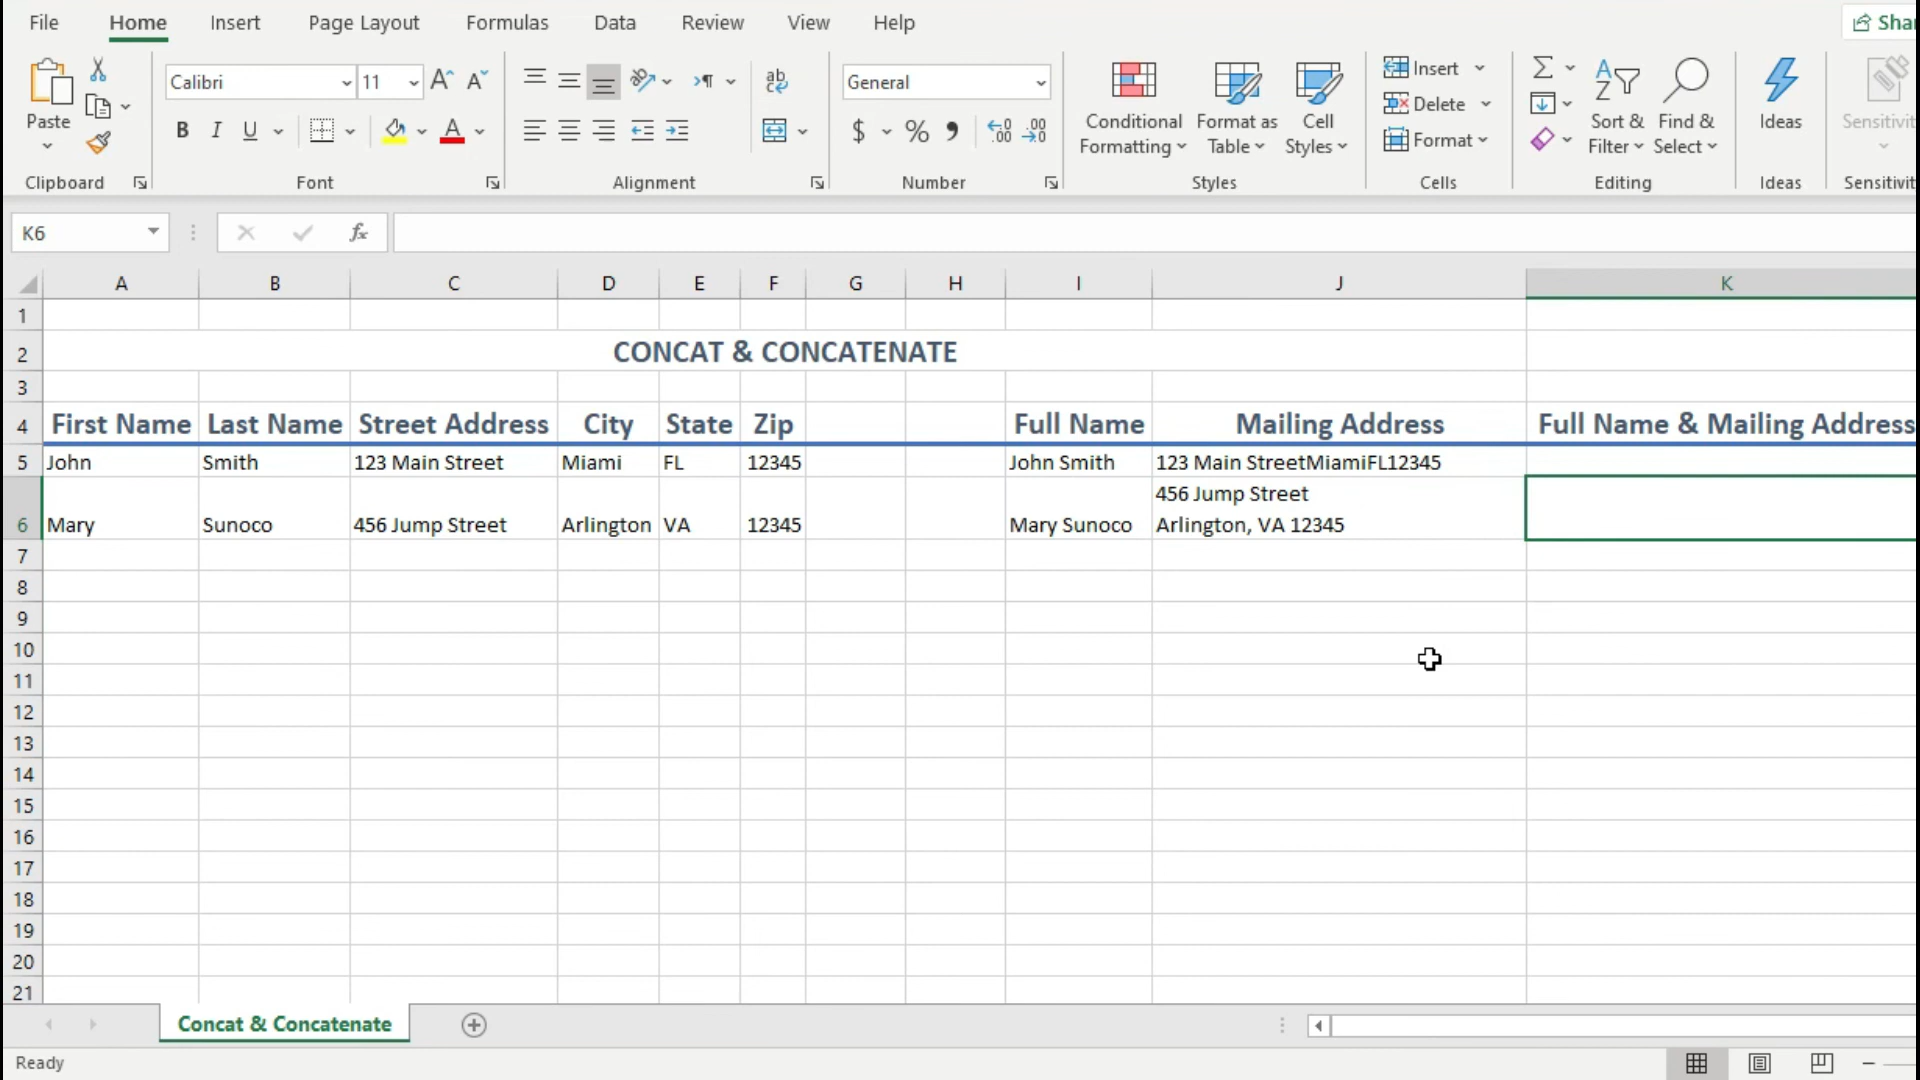 File Home Insert Page Layout Formulas Data Review View Help
Calibri 11 General Insert
Delete
Paste Conditional Format as Cell Sort & Find & Ideas
Formatting Table Styles Format Filter Select
Clipboard Font Alignment Number Styles Cells Editing Ideas
K6 fx
A B C D E F G H I J K
1
2 CONCAT & CONCATENATE
3
4 First Name Last Name Street Address City State Zip Full Name Mailing Address Full Name & Mailing Address
5 John Smith 123 Main Street Miami FL 12345 John Smith 123 Main StreetMiamiFL12345
456 Jump Street
6 Mary Sunoco 456 Jump Street Arlington VA 12345 Mary Sunoco Arlington, VA 12345
7
8
9
10
11
12
13
14
15
16
17
18
19
20
21
Concat & Concatenate
Ready